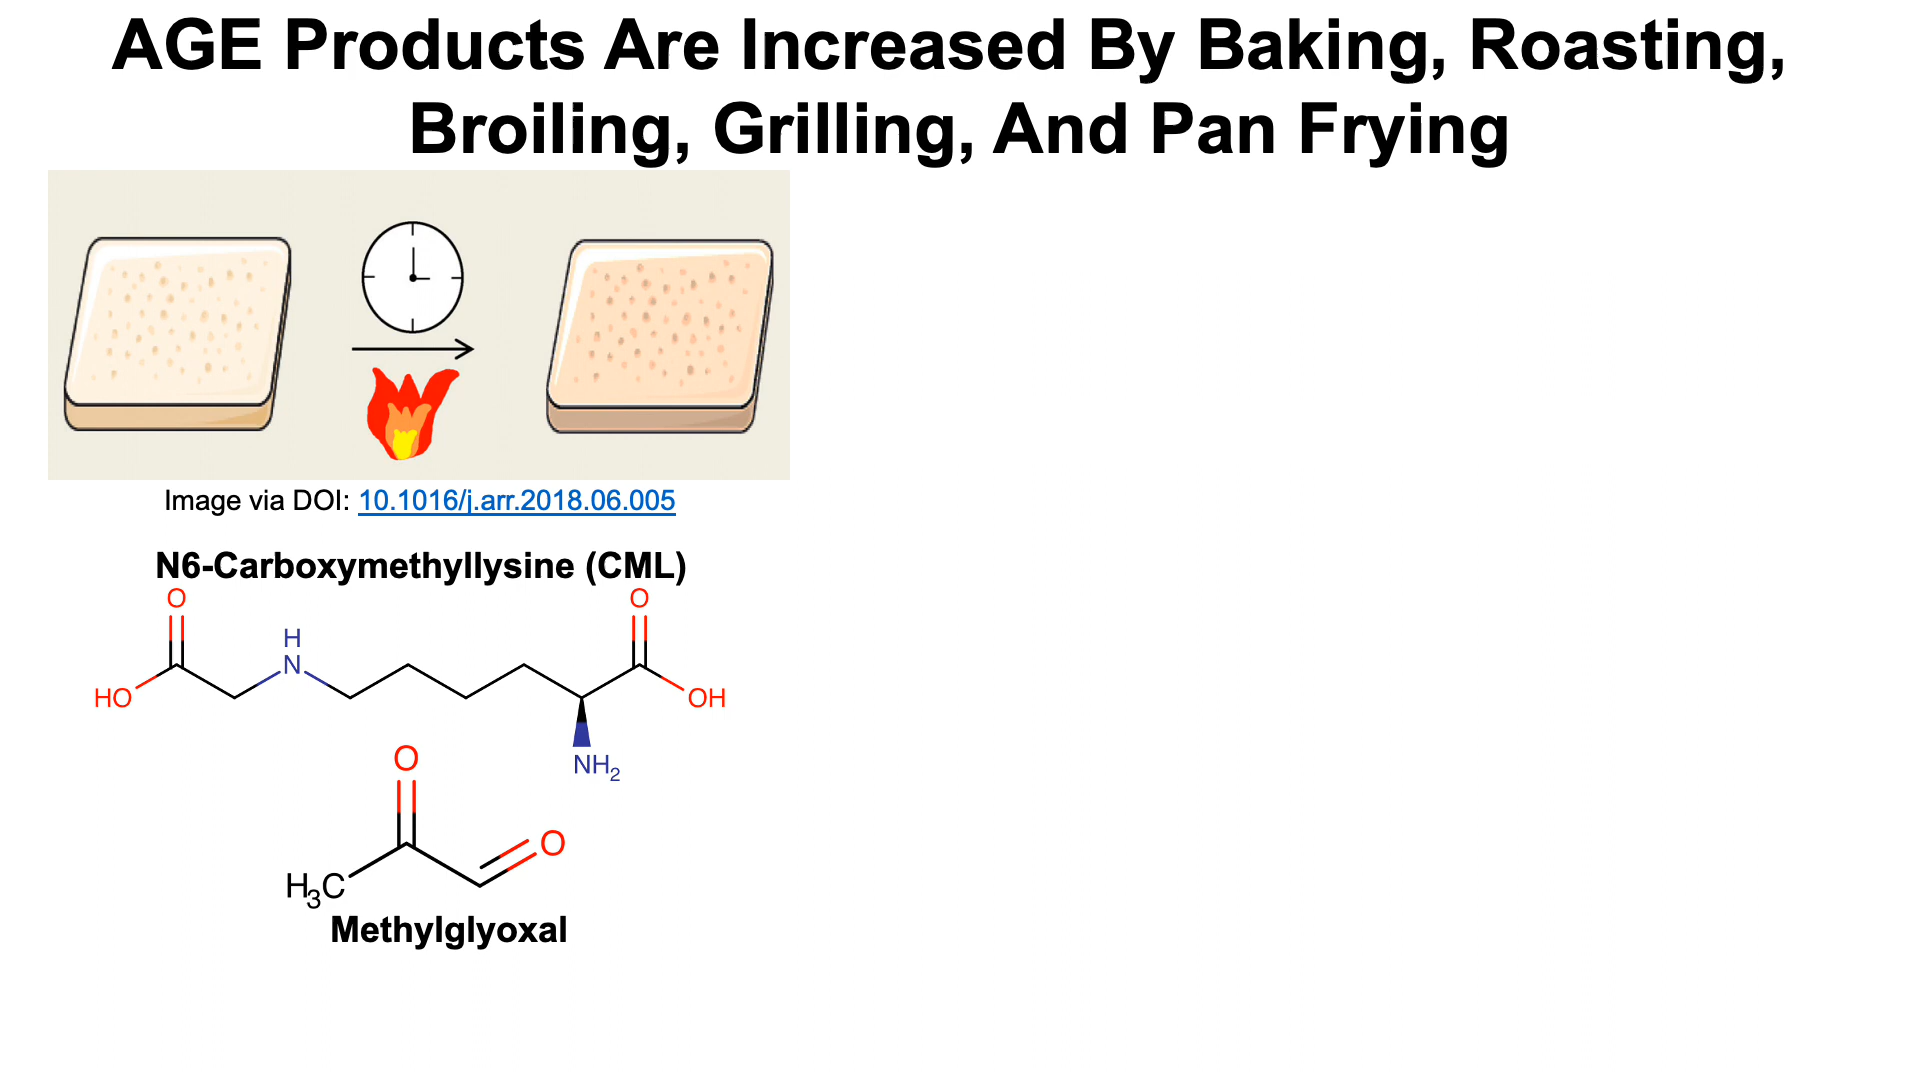 AGE Products Are Increased By Baking, Roasting,
Broiling, Grilling, And Pan Frying
Image via DOI: 10.1016/j.arr.2018.06.005
N6-Carboxymethyllysine (CML)
O
O
H
N
HO
OH
NH2
O
O
H3C
Methylglyoxal